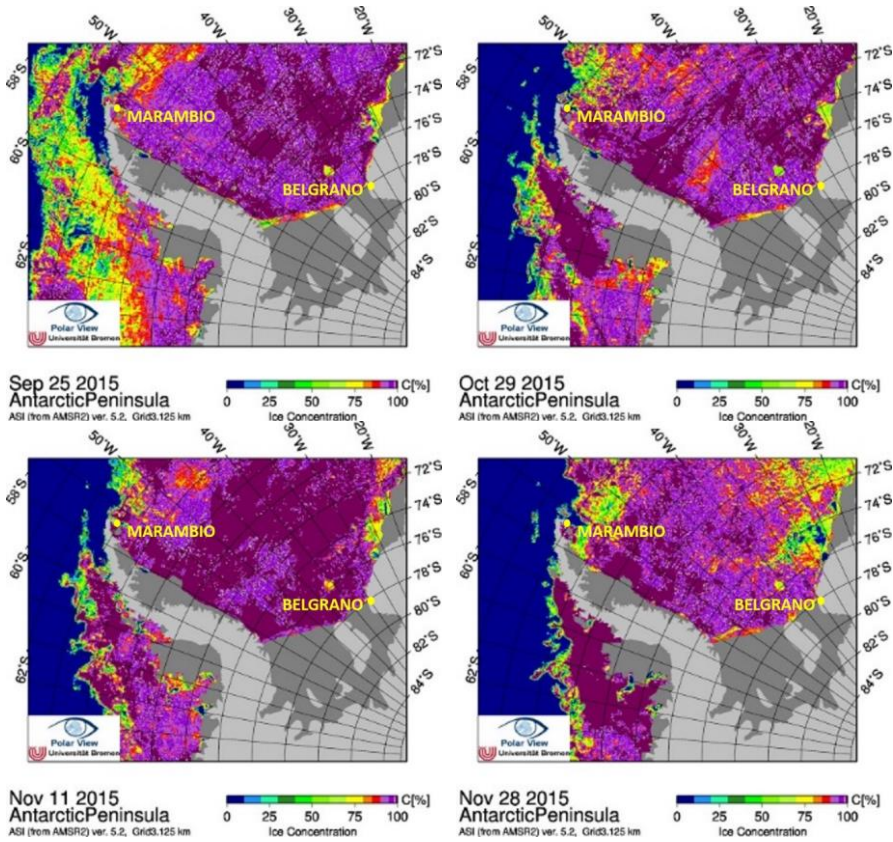 50°W 40°W 30°W 20°W
58°S
60°S
62°S
72°S
74°S
76°S
78°S
80°S
82°S
84°S
MARAMBIO
BELGRANO
Polar View
Universität Bremen
Sep 25 2015
AntarcticPeninsula
ASI (from AMSR2) ver. 5.2, Grid3.125 km
C[%]
0 25 50 75 100
Ice Concentration
50°W 40°W 30°W 20°W
58°S
60°S
62°S
72°S
74°S
76°S
78°S
80°S
82°S
84°S
MARAMBIO
BELGRANO
Polar View
Universität Bremen
Oct 29 2015
AntarcticPeninsula
ASI (from AMSR2) ver. 5.2, Grid3.125 km
C[%]
0 25 50 75 100
Ice Concentration
50°W 40°W 30°W 20°W
58°S
60°S
62°S
72°S
74°S
76°S
78°S
80°S
82°S
84°S
MARAMBIO
BELGRANO
Polar View
Universität Bremen
Nov 11 2015
AntarcticPeninsula
ASI (from AMSR2) ver. 5.2, Grid3.125 km
C[%]
0 25 50 75 100
Ice Concentration
50°W 40°W 30°W 20°W
58°S
60°S
62°S
72°S
74°S
76°S
78°S
80°S
82°S
84°S
MARAMBIO
BELGRANO
Polar View
Universität Bremen
Nov 28 2015
AntarcticPeninsula
ASI (from AMSR2) ver. 5.2, Grid3.125 km
C[%]
0 25 50 75 100
Ice Concentration